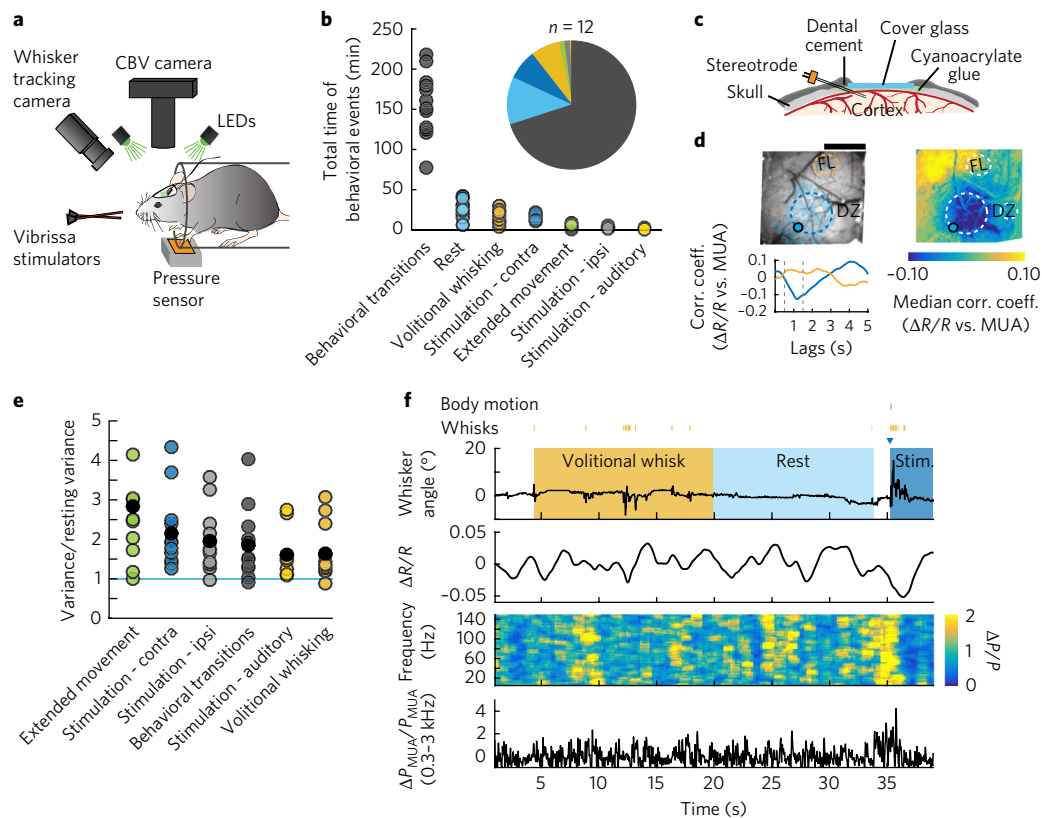 a
Whisker
tracking
camera
CBV camera
LEDs
Vibrissa
stimulators
Pressure
sensor
b
Total time of
behavioral events (min)
250
200
150
100
50
0
n = 12
Behavioral transitions
Rest
Volitional whisking
Stimulation - contra
Extended movement
Stimulation - ipsi
Stimulation - auditory
c
Dental
cement
Cover glass
Stereotrode
Cyanoacrylate
glue
Skull
Cortex
d
FL
DZ
FL
DZ
Corr. coeff.
(ΔR/R vs. MUA)
0.1
0
−0.1
−0.2
1 2 3 4 5
Lags (s)
−0.10 0.10
Median corr. coeff.
(ΔR/R vs. MUA)
e
Variance/resting variance
5
4
3
2
1
0
Extended movement
Stimulation - contra
Stimulation - ipsi
Behavioral transitions
Stimulation - auditory
Volitional whisking
f
Body motion
Whisks
Whisker
angle (°)
20
0
Volitional whisk
Rest
Stim.
ΔR/R
0.05
0
−0.05
Frequency
(Hz)
140
100
60
20
2
1
0
ΔP/P
ΔPMUA/PMUA
(0.3–3 kHz)
4
2
0
5 10 15 20 25 30 35
Time (s)